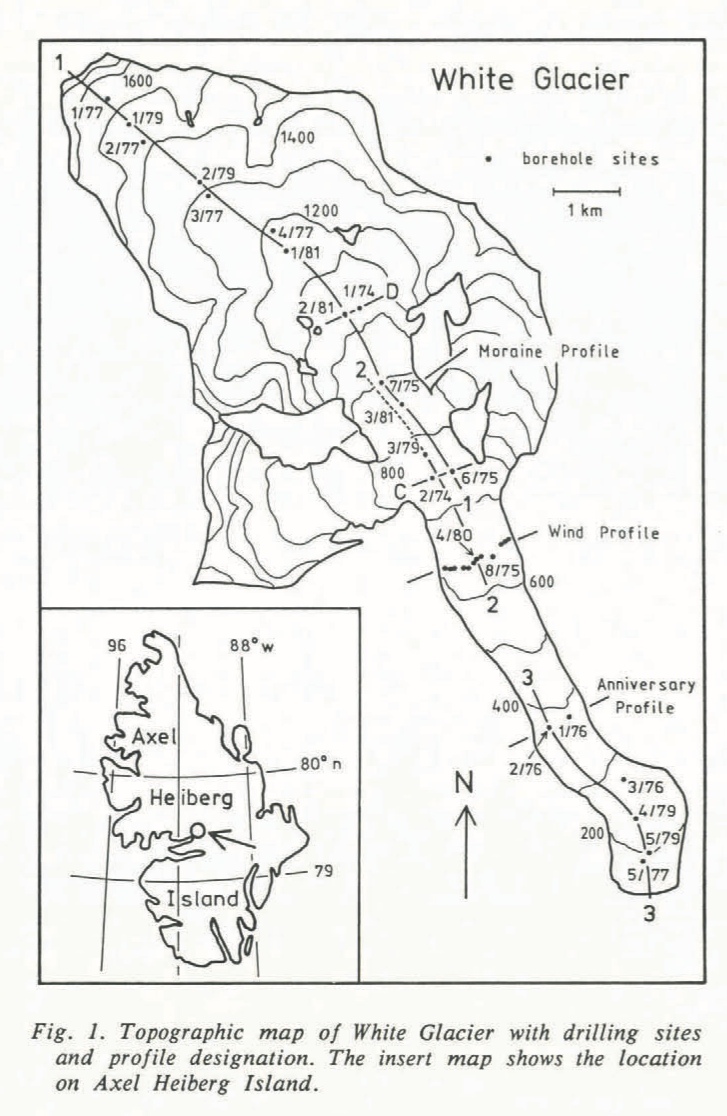 White Glacier
• borehole sites
1 km
1
1600
1/77
1/79
2/77
1400
2/79
3/77
1200
4/77
1/81
1/74
D
2/81
Moraine Profile
2
7/75
3/81
3/79
800
6/75
C
2/74
1
4/80
Wind Profile
8/75
600
2
3
Anniversary
Profile
400
1/76
2/76
3/76
4/79
200
5/79
5/77
3
N
96
88° w
Axel
80° n
Heiberg
79
Island
Fig. 1. Topographic map of White Glacier with drilling sites
and profile designation. The insert map shows the location
on Axel Heiberg Island.